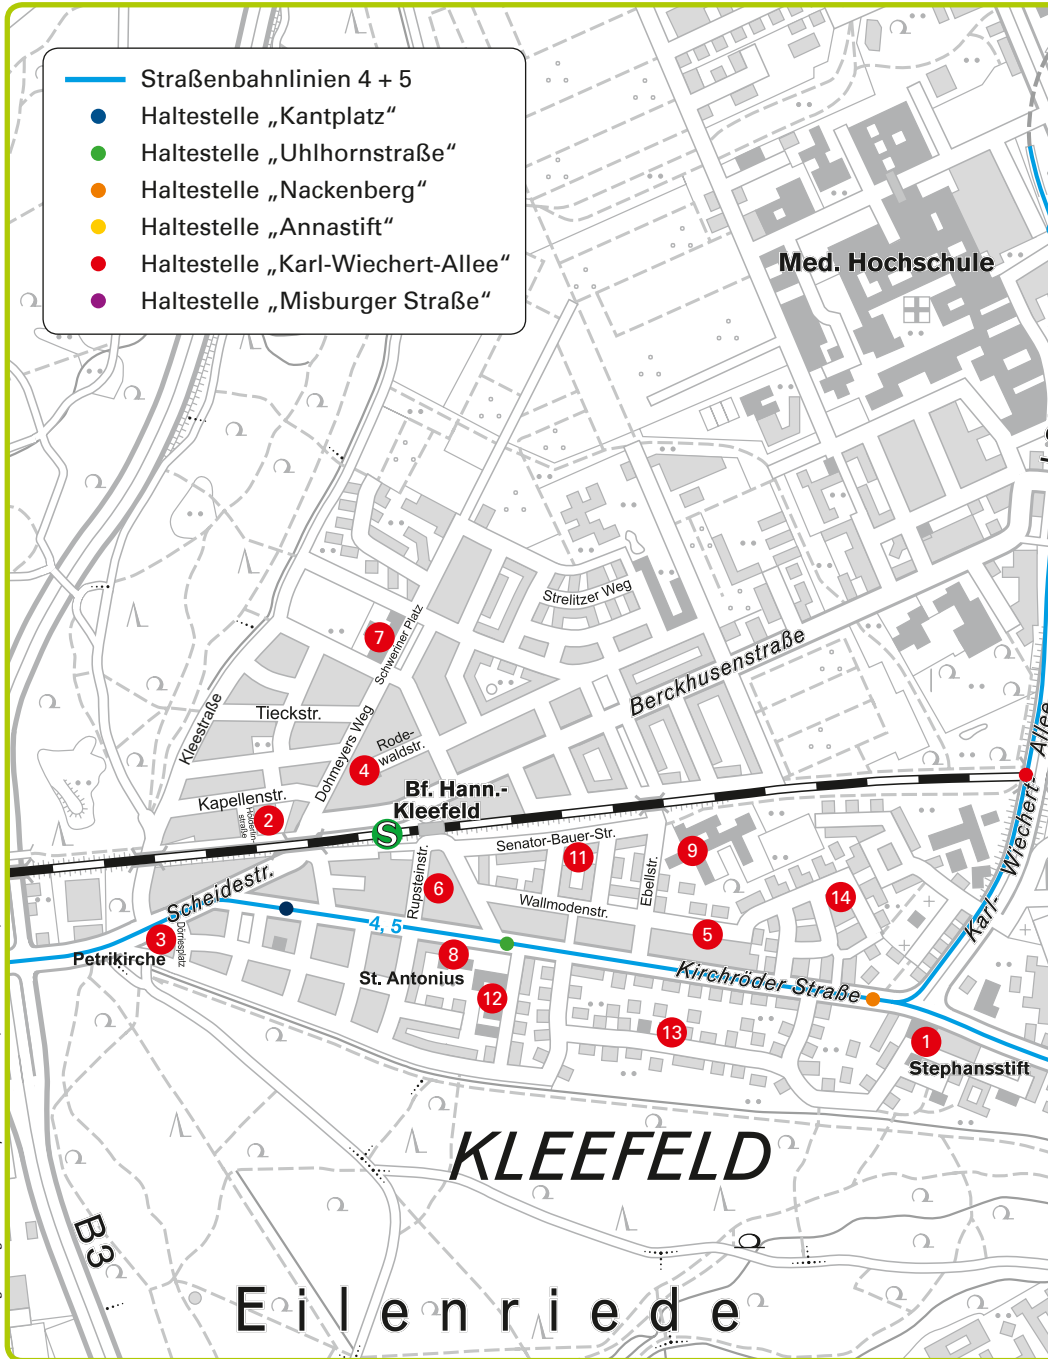 Straßenbahnlinien 4 + 5
Haltestelle „Kantplatz“
Haltestelle „Uhlhornstraße“
Haltestelle „Nackenberg“
Haltestelle „Annastift“
Haltestelle „Karl-Wiechert-Allee“
Haltestelle „Misburger Straße“
Med. Hochschule
Strelitzer Weg
7
Schweriner Platz
Berckhusenstraße
Kleestraße
Tieckstr.
Dohmeyers Weg
Rode-
waldstr.
4
Bf. Hann.-
Kleefeld
Kapellenstr.
Hölderlin-
straße
2
S
Senator-Bauer-Str.
11
9
Ebellstr.
14
Karl-
Wiechert-
Allee
Scheidestr.
Rupsteinstr.
6
Wallmodenstr.
4, 5
5
3
Dörriesplatz
Petrikirche
8
St. Antonius
12
Kirchröder Straße
13
1
Stephansstift
KLEEFELD
B3
Eilenriede